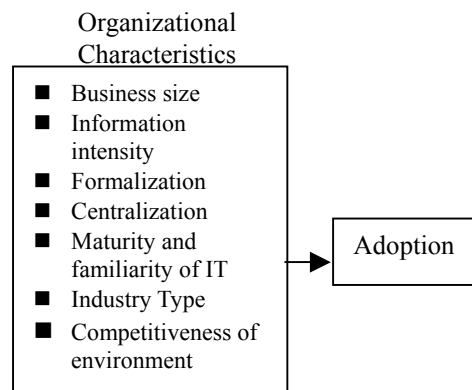 Organizational
Characteristics
■ Business size
■ Information
intensity
■ Formalization
■ Centralization
■ Maturity and
familiarity of IT
■ Industry Type
■ Competitiveness of
environment
Adoption